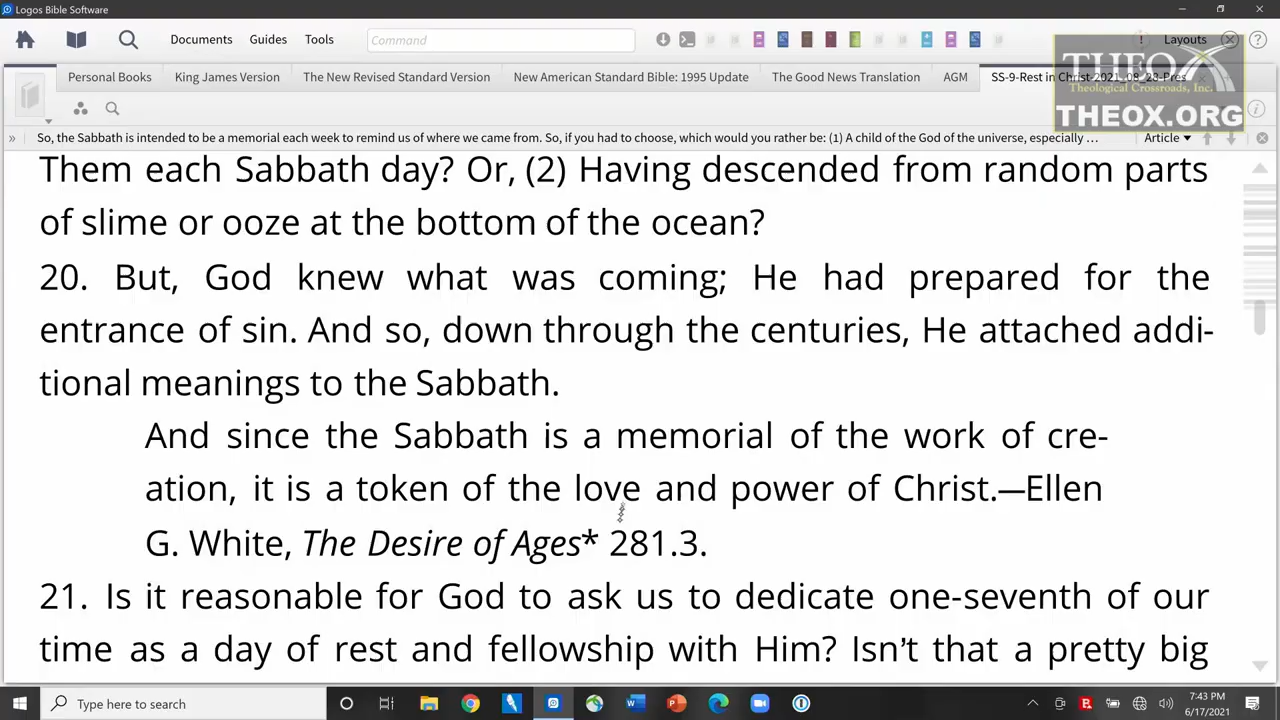 Logos Bible Software
Documents Guides Tools Command Layouts
Personal Books King James Version The New Revised Standard Version New American Standard Bible: 1995 Update The Good News Translation AGM SS-9-Rest in Christ-2021_08_28-Pres
THEOX
Theological Crossroads, Inc.
THEOX.ORG
» So, the Sabbath is intended to be a memorial each week to remind us of where we came from. So, if you had to choose, which would you rather be: (1) A child of the God of the universe, especially ... Article
Them each Sabbath day? Or, (2) Having descended from random parts
of slime or ooze at the bottom of the ocean?
20. But, God knew what was coming; He had prepared for the
entrance of sin. And so, down through the centuries, He attached addi-
tional meanings to the Sabbath.
And since the Sabbath is a memorial of the work of cre-
ation, it is a token of the love and power of Christ.—Ellen
G. White, The Desire of Ages* 281.3.
21. Is it reasonable for God to ask us to dedicate one-seventh of our
time as a day of rest and fellowship with Him? Isn't that a pretty big
Type here to search
7:43 PM
6/17/2021